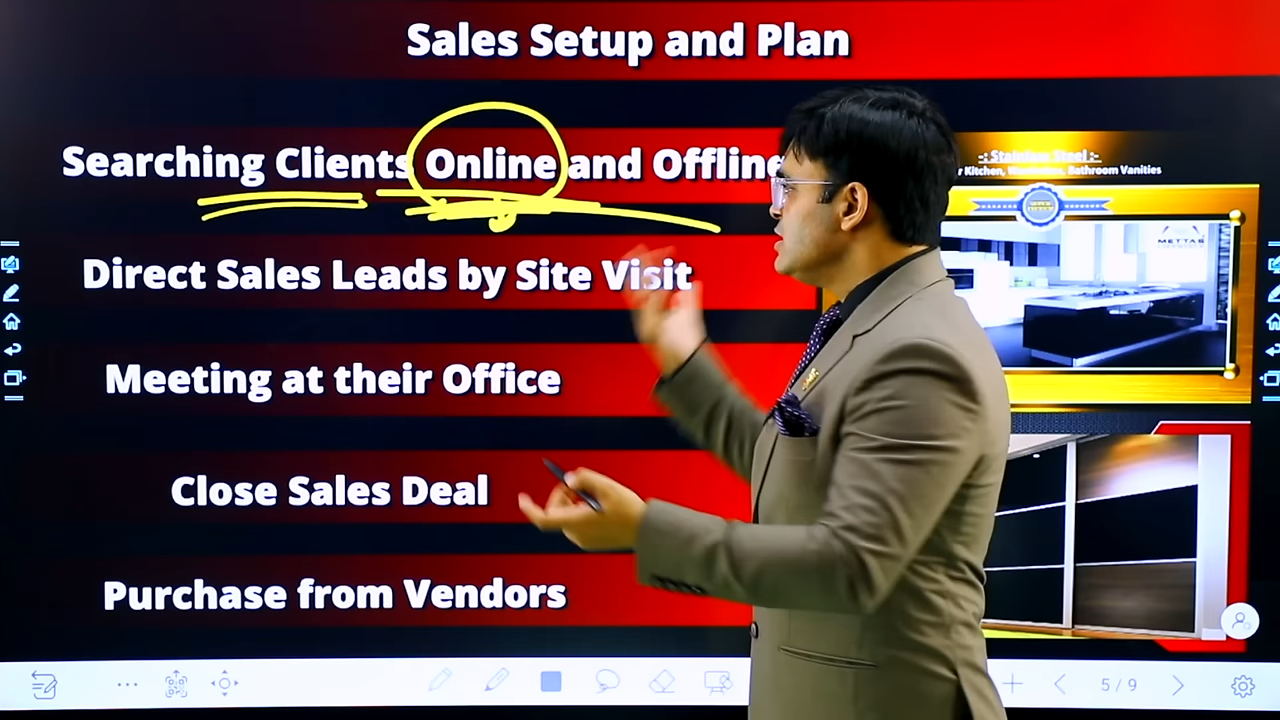 Sales Setup and Plan
Searching Clients Online and Offline
-: Stainless Steel :-
r Kitchen, Wardrobes, Bathroom Vanities
METTAS
Direct Sales Leads by Site Visit
Meeting at their Office
Close Sales Deal
Purchase from Vendors
5 / 9